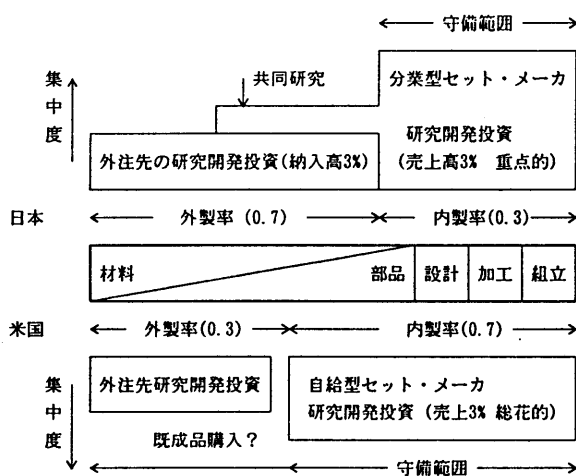 守備範囲
集中度
共同研究
分業型セット・メーカ
研究開発投資
(売上高3% 重点的)
外注先の研究開発投資(納入高3%)
日本
外製率 (0.7)
内製率(0.3)
材料
部品
設計
加工
組立
米国
外製率(0.3)
内製率(0.7)
集中度
外注先研究開発投資
自給型セット・メーカ
研究開発投資 (売上3% 総花的)
既成品購入?
守備範囲